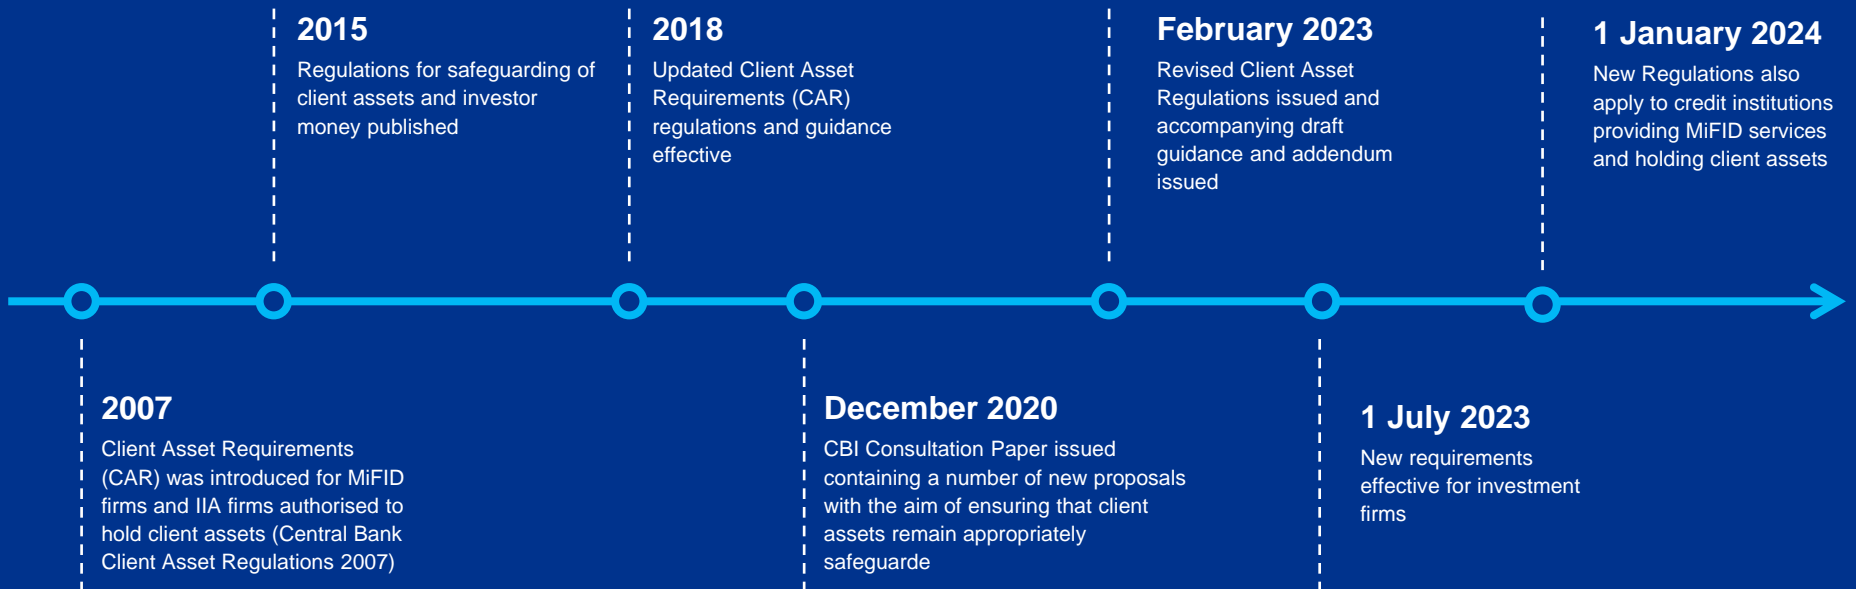 2015
Regulations for safeguarding of
client assets and investor
money published
2018
Updated Client Asset
Requirements (CAR)
regulations and guidance
effective
February 2023
Revised Client Asset
Regulations issued and
accompanying draft
guidance and addendum
issued
1 January 2024
New Regulations also
apply to credit institutions
providing MiFID services
and holding client assets
2007
Client Asset Requirements
(CAR) was introduced for MiFID
firms and IIA firms authorised to
hold client assets (Central Bank
Client Asset Regulations 2007)
December 2020
CBI Consultation Paper issued
containing a number of new proposals
with the aim of ensuring that client
assets remain appropriately
safeguarde
1 July 2023
New requirements
effective for investment
firms